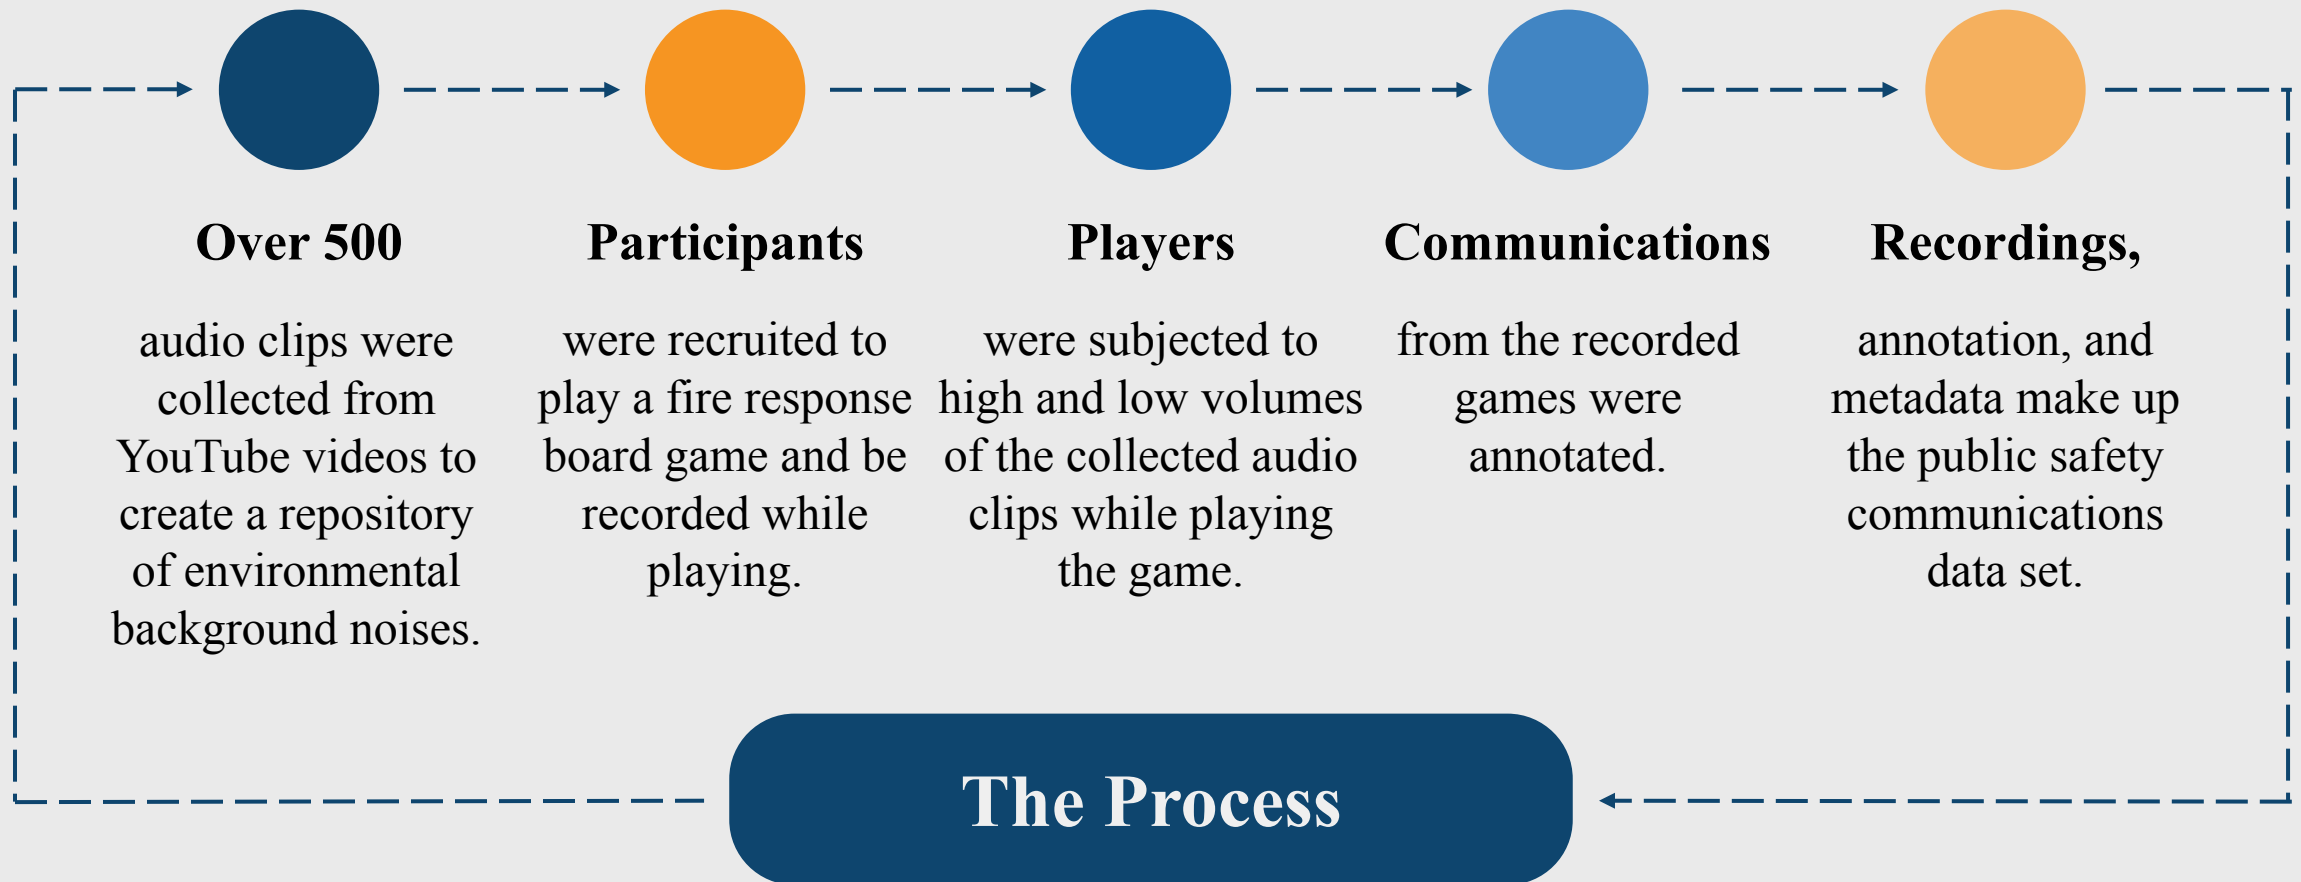 Over 500
audio clips were
collected from
YouTube videos to
create a repository
of environmental
background noises.
Participants
were recruited to
play a fire response
board game and be
recorded while
playing.
Players
were subjected to
high and low volumes
of the collected audio
clips while playing
the game.
Communications
from the recorded
games were
annotated.
Recordings,
annotation, and
metadata make up
the public safety
communications
data set.
The Process